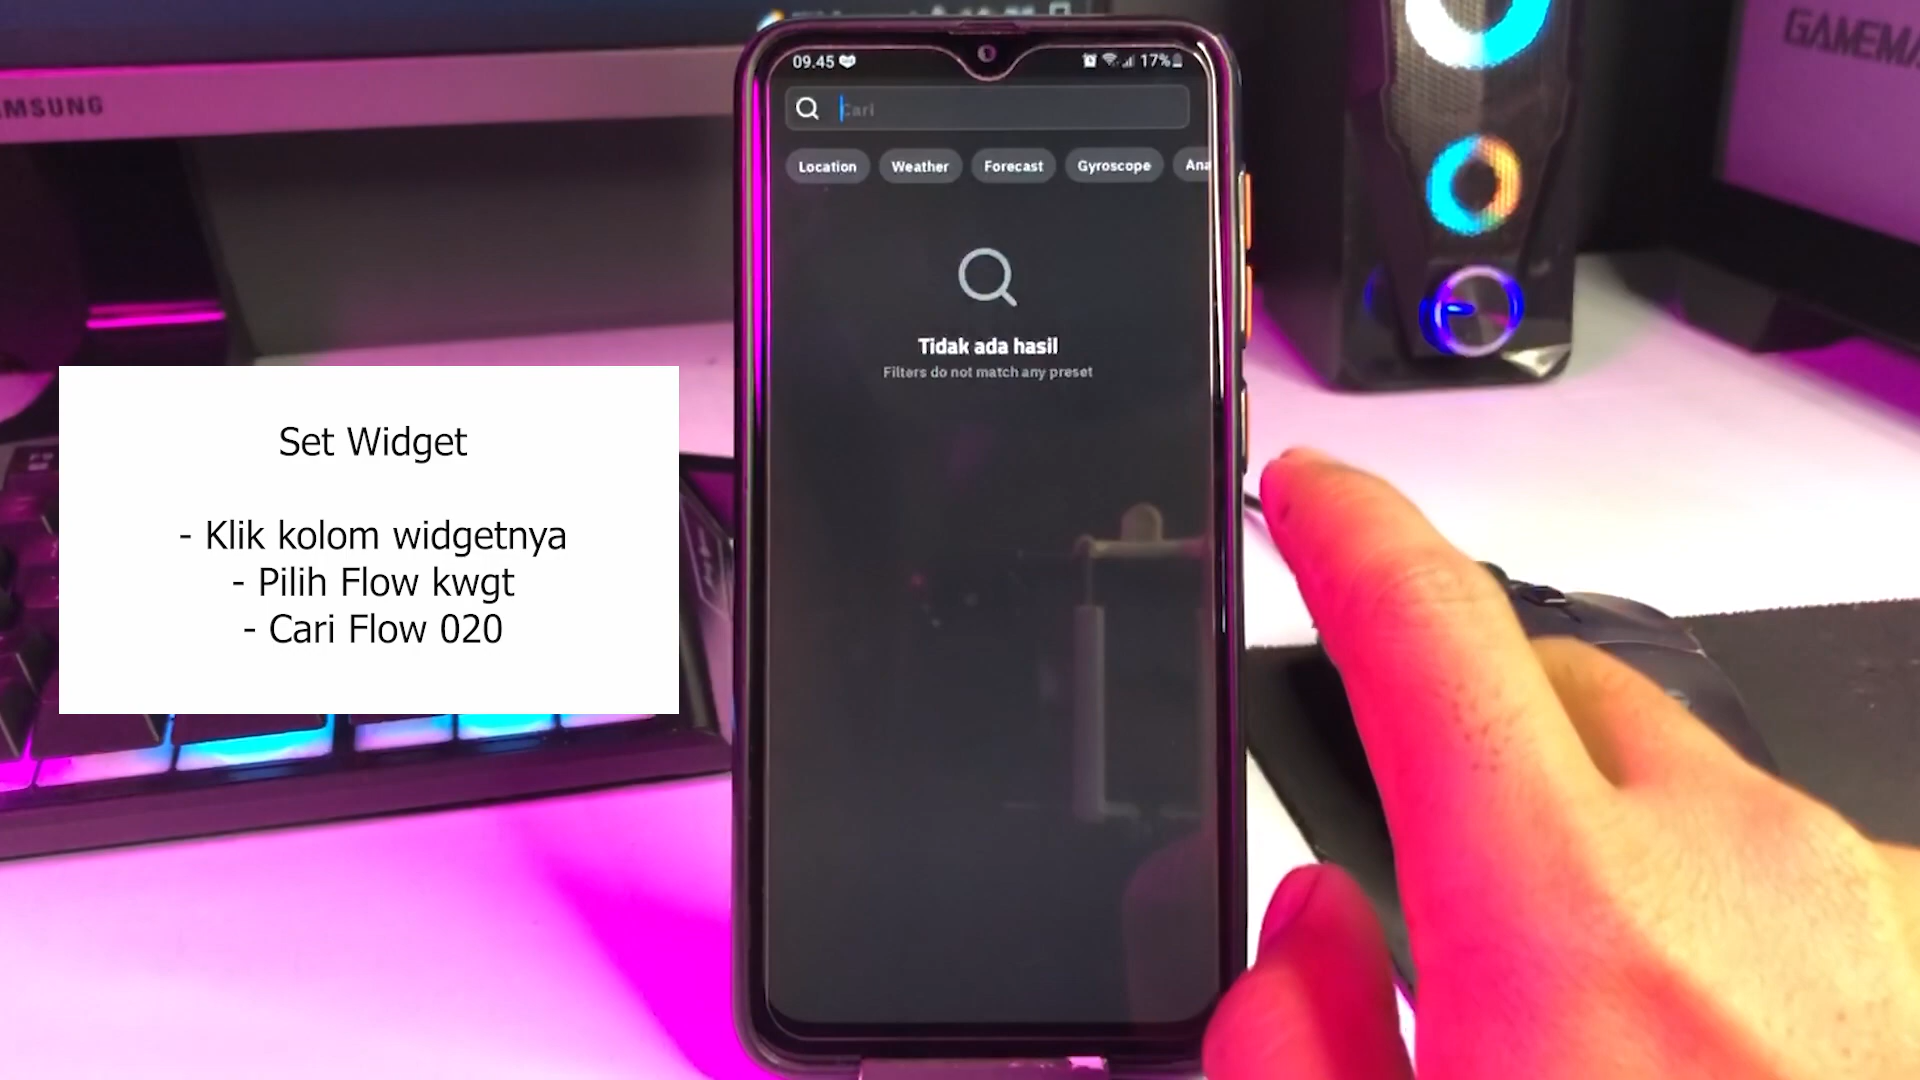 MSUNG
GAMEMA
09.45
17%
Cari
Location Weather Forecast Gyroscope Ana
Tidak ada hasil
Filters do not match any preset
Set Widget
- Klik kolom widgetnya
- Pilih Flow kwgt
- Cari Flow 020